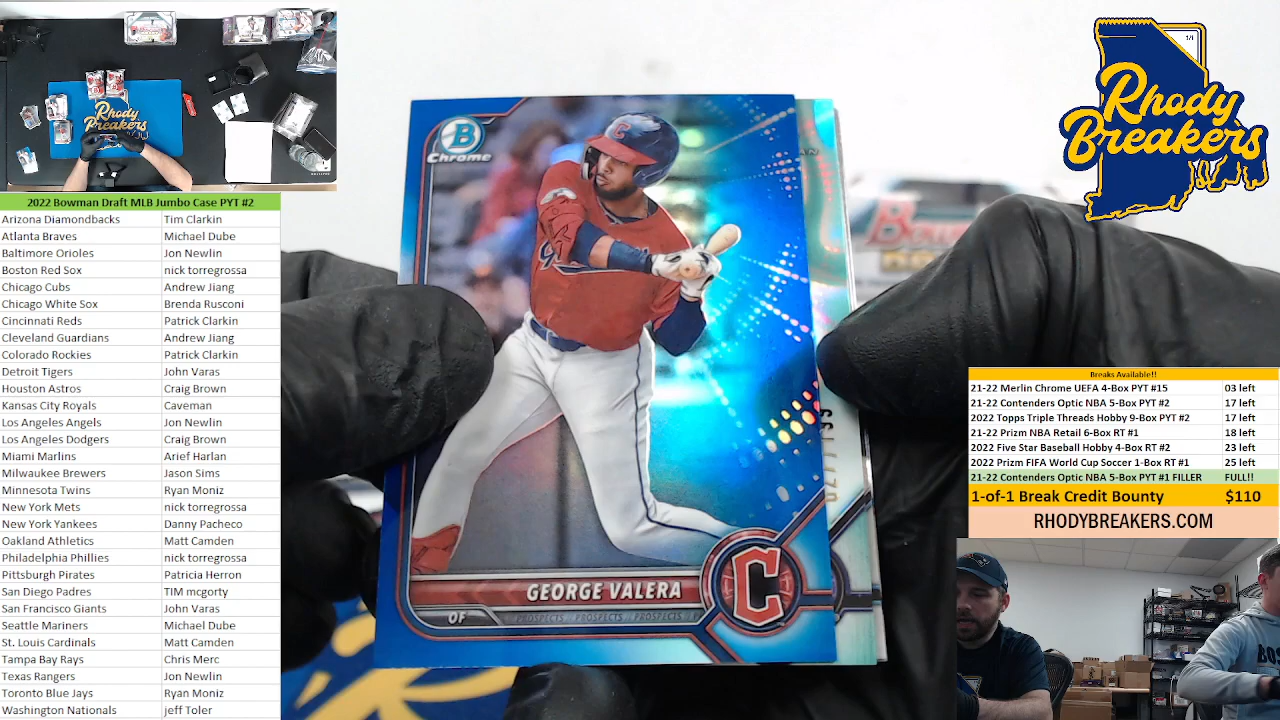 Rhody
Breakers
1/1
Rhody
Breakers
2022 Bowman Draft MLB Jumbo Case PYT #2
Arizona Diamondbacks Tim Clarkin
Atlanta Braves Michael Dube
Baltimore Orioles Jon Newlin
Boston Red Sox nick torregrossa
Chicago Cubs Andrew Jiang
Chicago White Sox Brenda Rusconi
Cincinnati Reds Patrick Clarkin
Cleveland Guardians Andrew Jiang
Colorado Rockies Patrick Clarkin
Detroit Tigers John Varas
Houston Astros Craig Brown
Kansas City Royals Caveman
Los Angeles Angels Jon Newlin
Los Angeles Dodgers Craig Brown
Miami Marlins Arief Harlan
Milwaukee Brewers Jason Sims
Minnesota Twins Ryan Moniz
New York Mets nick torregrossa
New York Yankees Danny Pacheco
Oakland Athletics Matt Camden
Philadelphia Phillies nick torregrossa
Pittsburgh Pirates Patricia Herron
San Diego Padres TIM mcgorty
San Francisco Giants John Varas
Seattle Mariners Michael Dube
St. Louis Cardinals Matt Camden
Tampa Bay Rays Chris Merc
Texas Rangers Jon Newlin
Toronto Blue Jays Ryan Moniz
Washington Nationals jeff Toler
B
Chrome
C
GEORGE VALERA
OF
PROSPECTS PROSPECTS PROSPECTS
C
Breaks Available!!
21-22 Merlin Chrome UEFA 4-Box PYT #15 03 left
21-22 Contenders Optic NBA 5-Box PYT #2 17 left
2022 Topps Triple Threads Hobby 9-Box PYT #2 17 left
21-22 Prizm NBA Retail 6-Box RT #1 18 left
2022 Five Star Baseball Hobby 4-Box RT #2 23 left
2022 Prizm FIFA World Cup Soccer 1-Box RT #1 25 left
21-22 Contenders Optic NBA 5-Box PYT #1 FILLER FULL!!
1-of-1 Break Credit Bounty $110
RHODYBREAKERS.COM